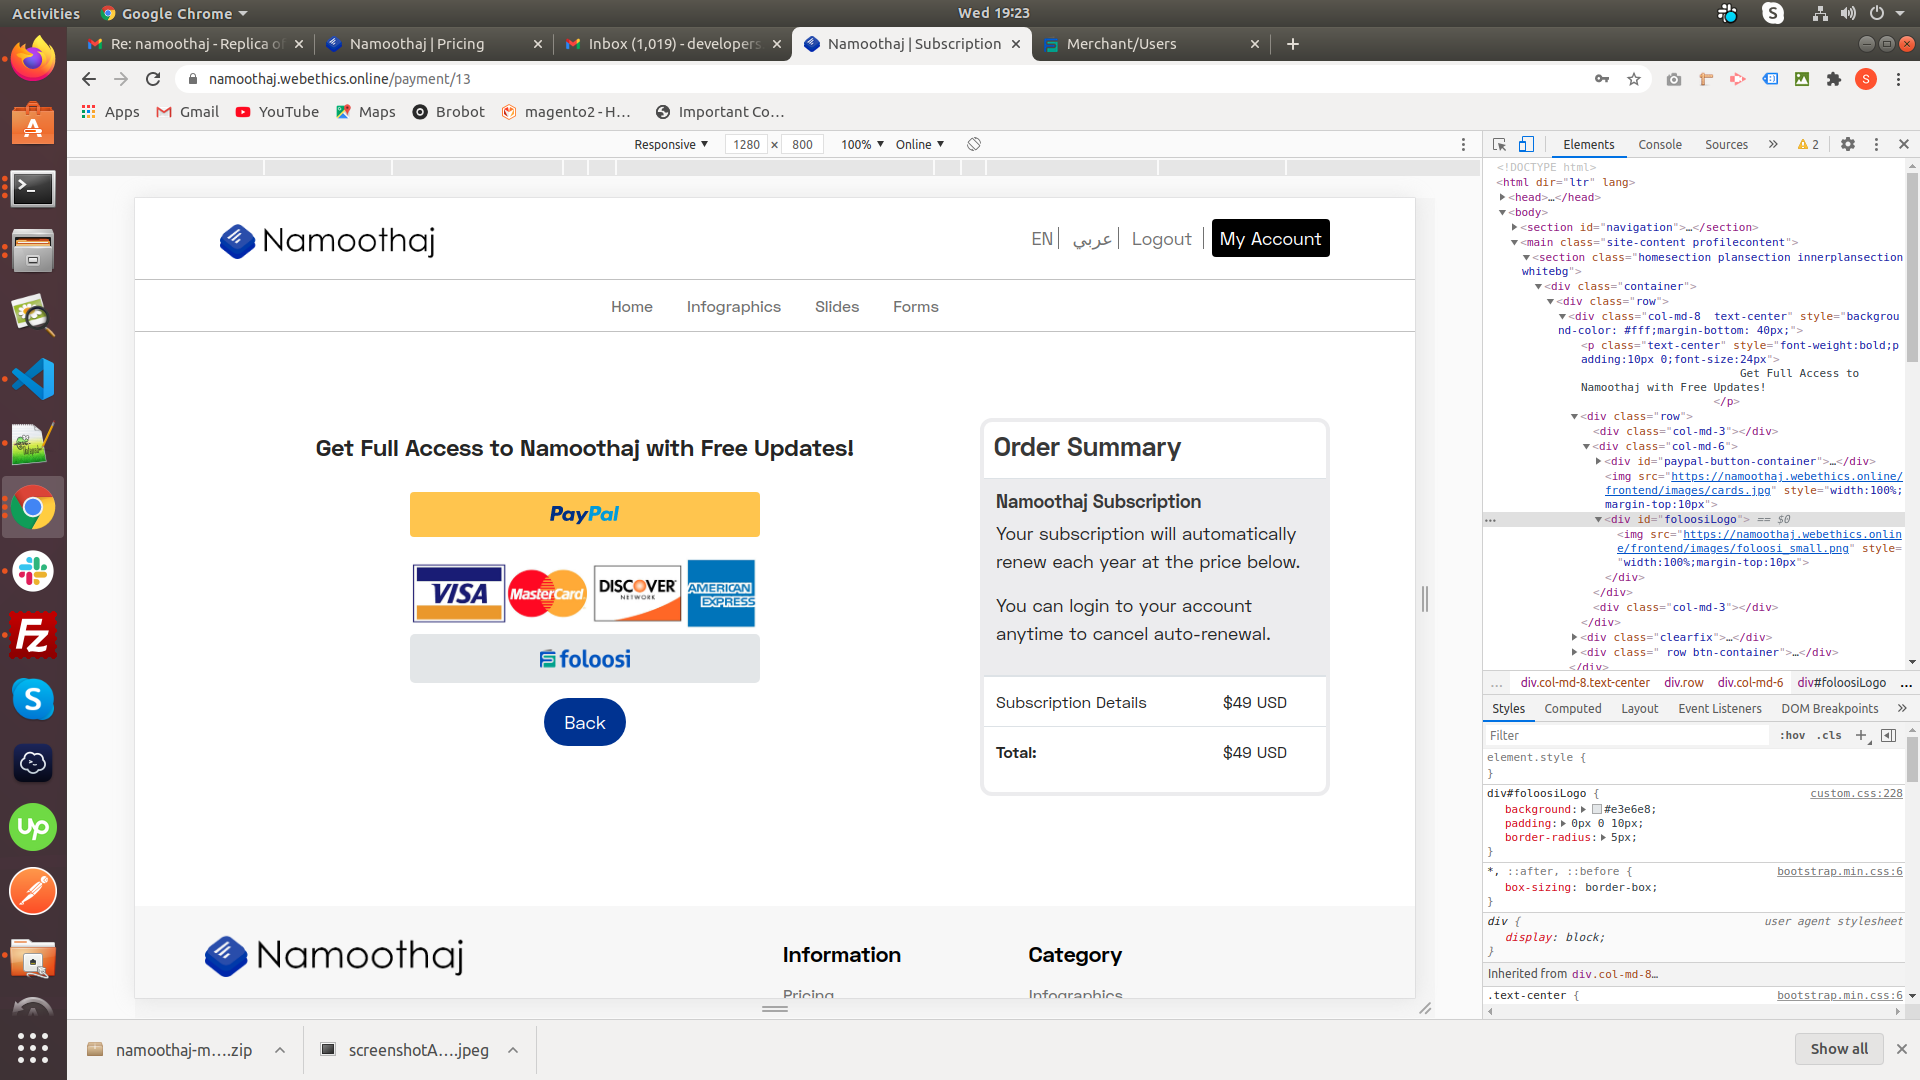 Activities
Google Chrome
Wed 19:23
Re: namoothaj - Replica of
Namoothaj | Pricing
Inbox (1,019) - developers
Namoothaj | Subscription
Merchant/Users
namoothaj.webethics.online/payment/13
S
Apps
Gmail
YouTube
Maps
Brobot
magento2 - H...
Important Co...
Responsive
1280 × 800
100%
Online
Elements
Console
Sources
2
Namoothaj
EN
عربي
Logout
My Account
Home
Infographics
Slides
Forms
Get Full Access to Namoothaj with Free Updates!
PayPal
VISA
MasterCard
DISCOVER
NETWORK
AMERICAN
EXPRESS
foloosi
Back
Order Summary
Namoothaj Subscription
Your subscription will automatically
renew each year at the price below.
You can login to your account
anytime to cancel auto-renewal.
Subscription Details $49 USD
Total: $49 USD
Namoothaj
Information
Category
Pricing
Infographics
<!DOCTYPE html>
<html dir="ltr" lang>
<head>…</head>
<body>
<section id="navigation">…</section>
<main class="site-content profilecontent">
<section class="homesection plansection innerplansection
whitebg">
<div class="container">
<div class="row">
<div class="col-md-8  text-center" style="backgrou
nd-color: #fff;margin-bottom: 40px;">
<p class="text-center" style="font-weight:bold;p
adding:10px 0;font-size:24px">
Get Full Access to
Namoothaj with Free Updates!
</p>
<div class="row">
<div class="col-md-3"></div>
<div class="col-md-6">
<div id="paypal-button-container">…</div>
<img src="https://namoothaj.webethics.online/
frontend/images/cards.jpg" style="width:100%;
margin-top:10px">
<div id="foloosiLogo"> == $0
<img src="https://namoothaj.webethics.onlin
e/frontend/images/foloosi_small.png" style=
"width:100%;margin-top:10px">
</div>
</div>
<div class="col-md-3"></div>
</div>
<div class="clearfix">…</div>
<div class=" row btn-container">…</div>
</div>
... div.col-md-8.text-center div.row div.col-md-6 div#foloosiLogo ...
Styles
Computed
Layout
Event Listeners
DOM Breakpoints
Filter
:hov
.cls
element.style {
}
div#foloosiLogo {
custom.css:228
background: #e3e6e8;
padding: 0px 0 10px;
border-radius: 5px;
}
*, ::after, ::before {
bootstrap.min.css:6
box-sizing: border-box;
}
div {
user agent stylesheet
display: block;
}
Inherited from div.col-md-8…
.text-center {
bootstrap.min.css:6
namoothaj-m....zip
screenshotA....jpeg
Show all